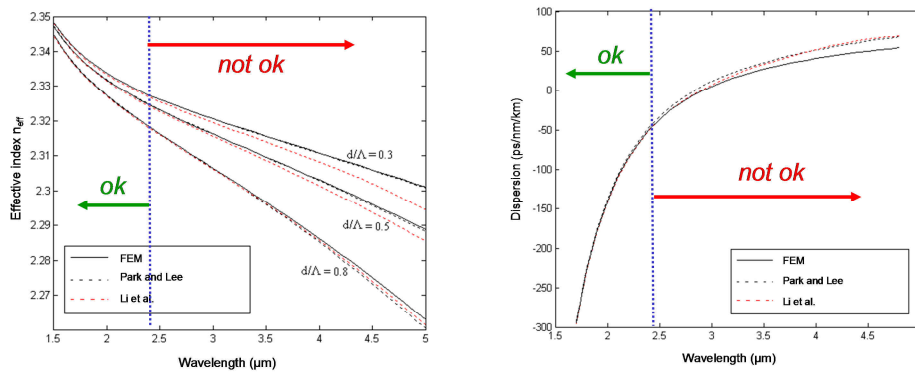 2.35
2.34
2.33
2.32
2.31
2.3
2.29
2.28
2.27
Effective index neff
not ok
ok
d/Λ = 0.3
d/Λ = 0.5
d/Λ = 0.8
FEM
Park and Lee
Li et al.
1.5 2 2.5 3 3.5 4 4.5 5
Wavelength (µm)
100
50
0
-50
-100
-150
-200
-250
-300
Dispersion (ps/nm/km)
ok
not ok
FEM
Park and Lee
Li et al.
1.5 2 2.5 3 3.5 4 4.5 5
Wavelength (µm)